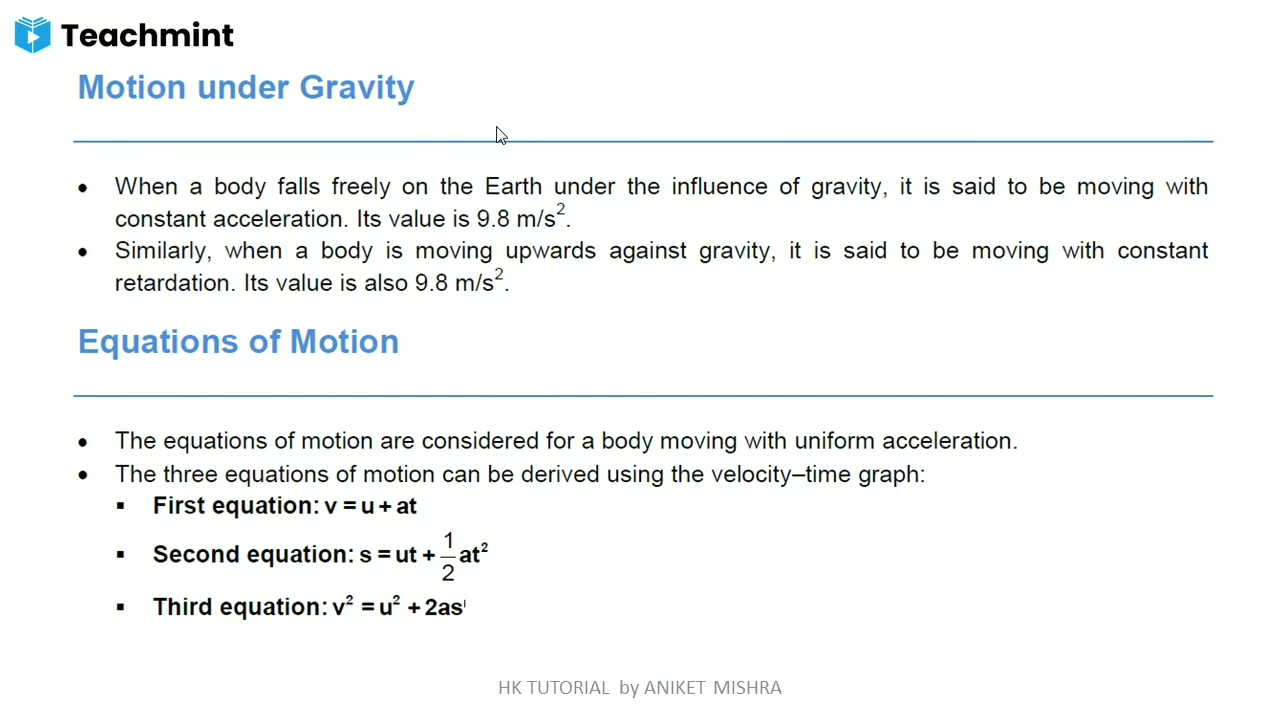 Teachmint
Motion under Gravity
• When a body falls freely on the Earth under the influence of gravity, it is said to be moving with
constant acceleration. Its value is 9.8 m/s².
• Similarly, when a body is moving upwards against gravity, it is said to be moving with constant
retardation. Its value is also 9.8 m/s².
Equations of Motion
• The equations of motion are considered for a body moving with uniform acceleration.
• The three equations of motion can be derived using the velocity–time graph:
▪ First equation: v = u + at
▪ Second equation: s = ut + 1/2 at²
▪ Third equation: v² = u² + 2as
HK TUTORIAL by ANIKET MISHRA